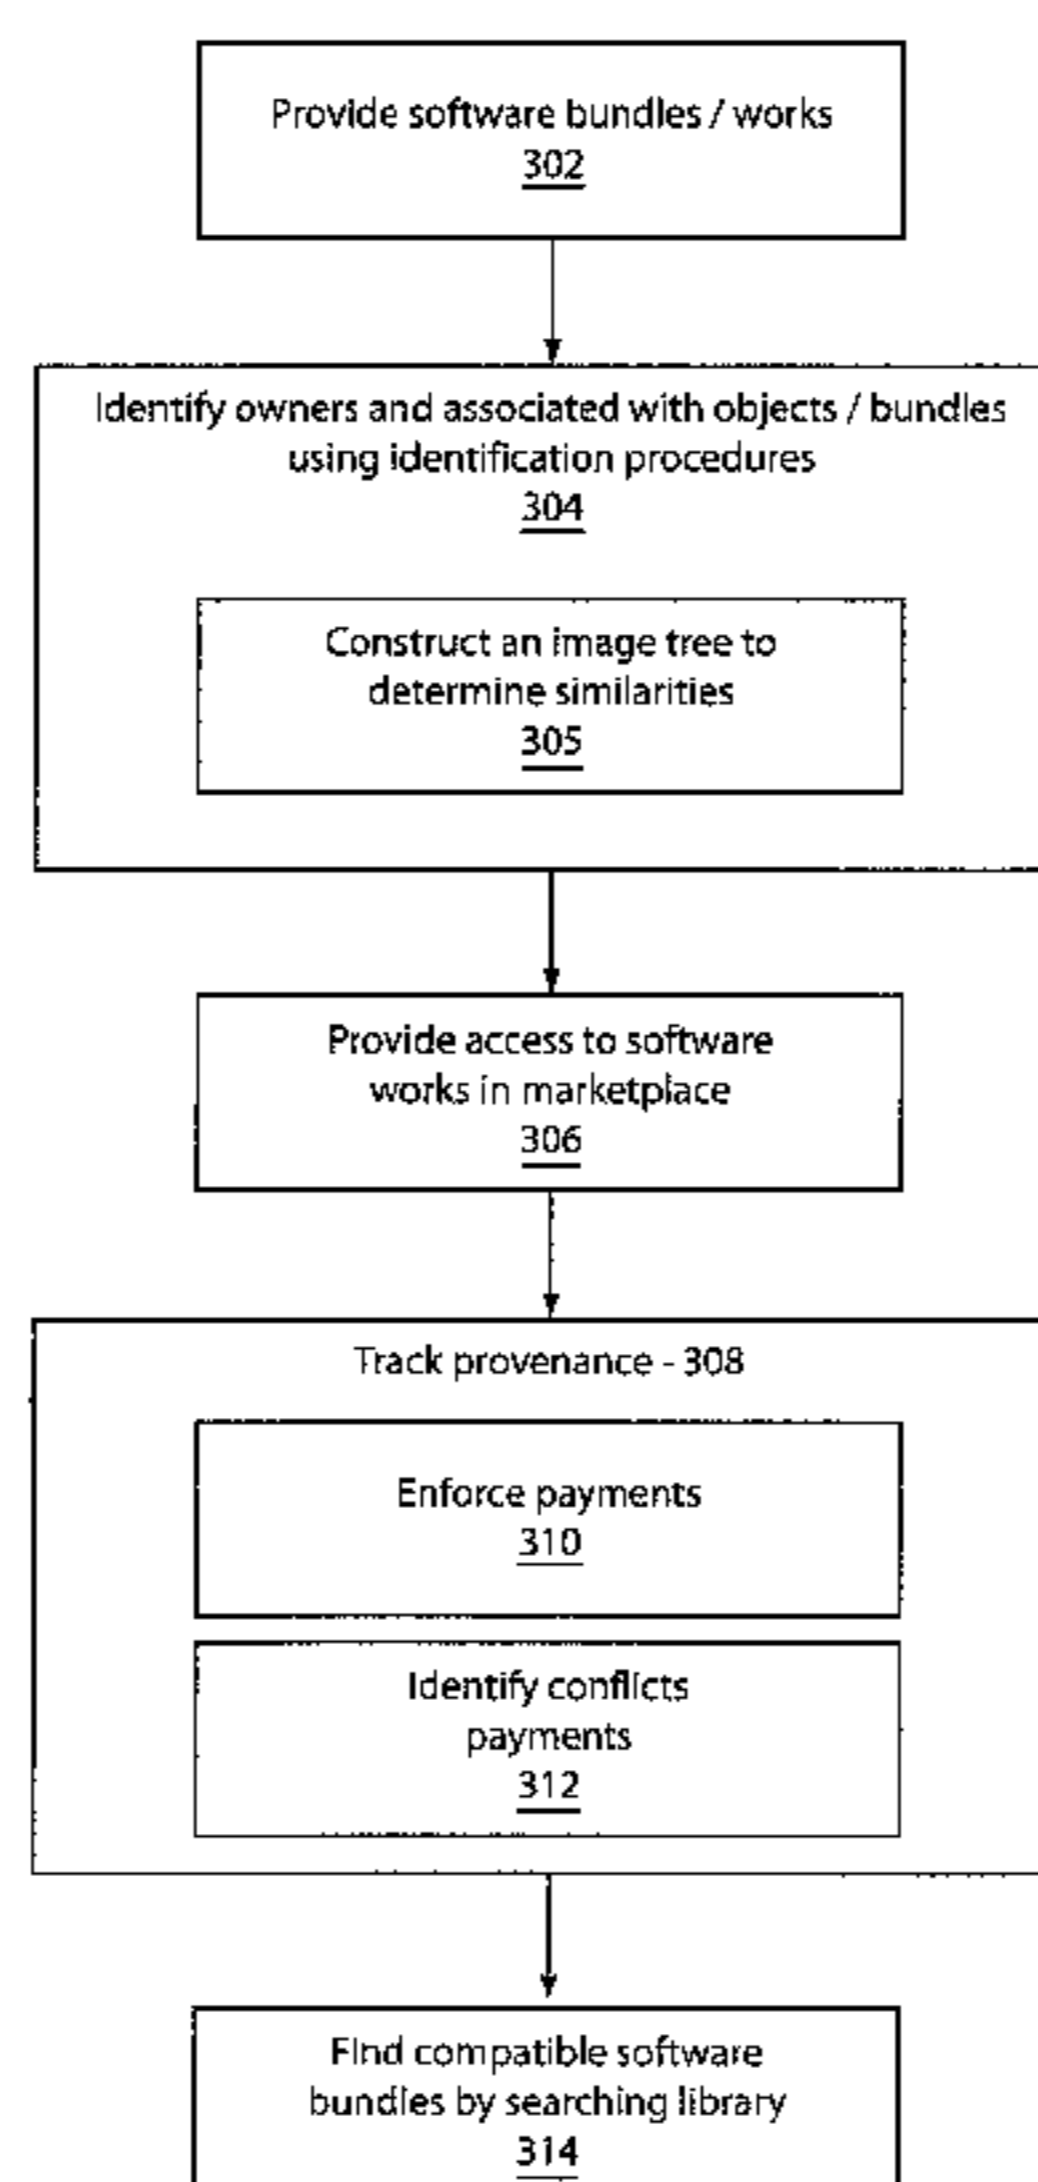 Provide software bundles / works
302
Identify owners and associated with objects / bundles
using identification procedures
304
Construct an image tree to
determine similarities
305
Provide access to software
works in marketplace
306
Track provenance - 308
Enforce payments
310
Identify conflicts
payments
312
Find compatible software
bundles by searching library
314